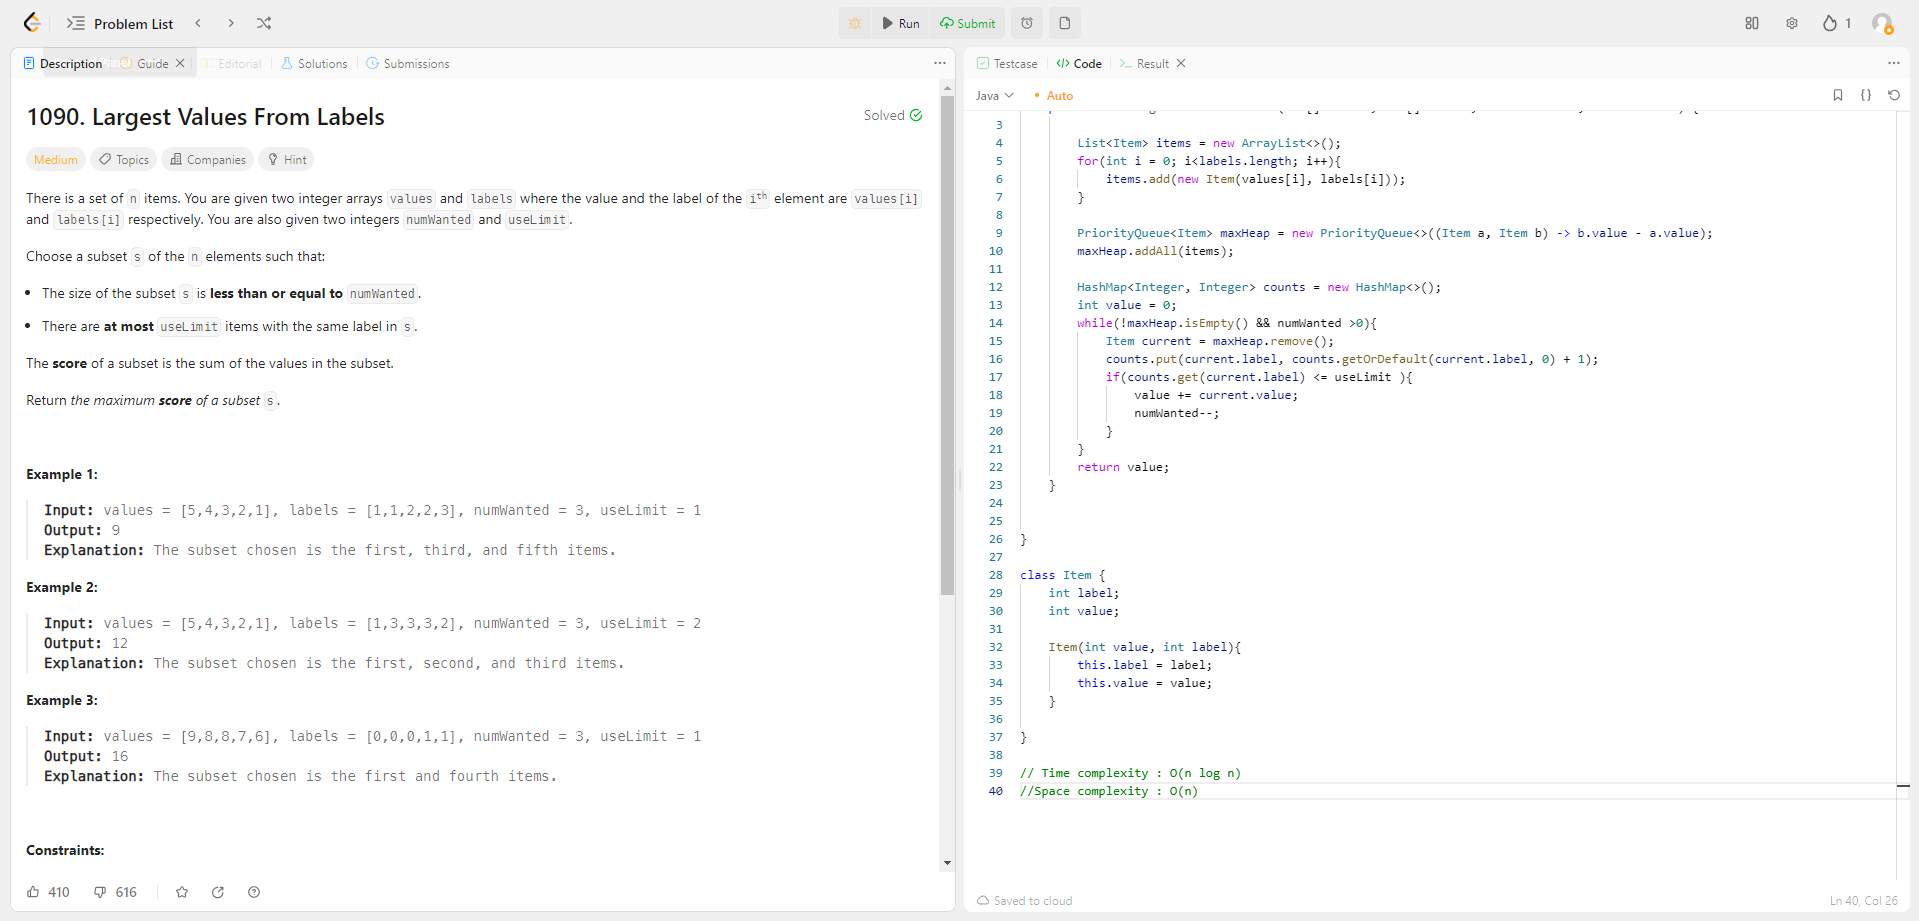 Problem List
Run
Submit
1
Description
Guide
Editorial
Solutions
Submissions
1090. Largest Values From Labels
Solved
Medium
Topics
Companies
Hint
There is a set of n items. You are given two integer arrays values and labels where the value and the label of the ith element are values[i]
and labels[i] respectively. You are also given two integers numWanted and useLimit.
Choose a subset s of the n elements such that:
• The size of the subset s is less than or equal to numWanted.
• There are at most useLimit items with the same label in s.
The score of a subset is the sum of the values in the subset.
Return the maximum score of a subset s.
Example 1:
Input: values = [5,4,3,2,1], labels = [1,1,2,2,3], numWanted = 3, useLimit = 1
Output: 9
Explanation: The subset chosen is the first, third, and fifth items.
Example 2:
Input: values = [5,4,3,2,1], labels = [1,3,3,3,2], numWanted = 3, useLimit = 2
Output: 12
Explanation: The subset chosen is the first, second, and third items.
Example 3:
Input: values = [9,8,8,7,6], labels = [0,0,0,1,1], numWanted = 3, useLimit = 1
Output: 16
Explanation: The subset chosen is the first and fourth items.
Constraints:
410
616
Testcase
Code
Result
Java
Auto
3
4 List<Item> items = new ArrayList<>();
5 for(int i = 0; i<labels.length; i++){
6 items.add(new Item(values[i], labels[i]));
7 }
8
9 PriorityQueue<Item> maxHeap = new PriorityQueue<>((Item a, Item b) -> b.value - a.value);
10 maxHeap.addAll(items);
11
12 HashMap<Integer, Integer> counts = new HashMap<>();
13 int value = 0;
14 while(!maxHeap.isEmpty() && numWanted >0){
15 Item current = maxHeap.remove();
16 counts.put(current.label, counts.getOrDefault(current.label, 0) + 1);
17 if(counts.get(current.label) <= useLimit ){
18 value += current.value;
19 numWanted--;
20 }
21 }
22 return value;
23 }
24
25
26 }
27
28 class Item {
29 int label;
30 int value;
31
32 Item(int value, int label){
33 this.label = label;
34 this.value = value;
35 }
36
37 }
38
39 // Time complexity : O(n log n)
40 //Space complexity : O(n)
Saved to cloud
Ln 40, Col 26